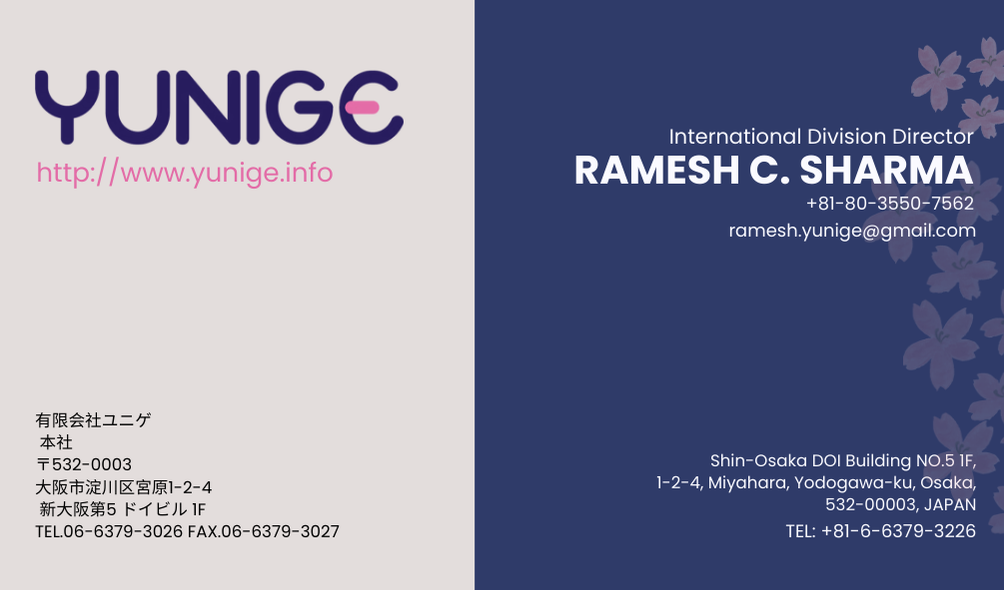 YUNIGE
http://www.yunige.info
有限会社ユニゲ
本社
〒532-0003
大阪市淀川区宮原1-2-4
新大阪第5 ドイビル 1F
TEL.06-6379-3026 FAX.06-6379-3027
International Division Director
RAMESH C. SHARMA
+81-80-3550-7562
ramesh.yunige@gmail.com
Shin-Osaka DOI Building NO.5 1F,
1-2-4, Miyahara, Yodogawa-ku, Osaka,
532-00003, JAPAN
TEL: +81-6-6379-3226